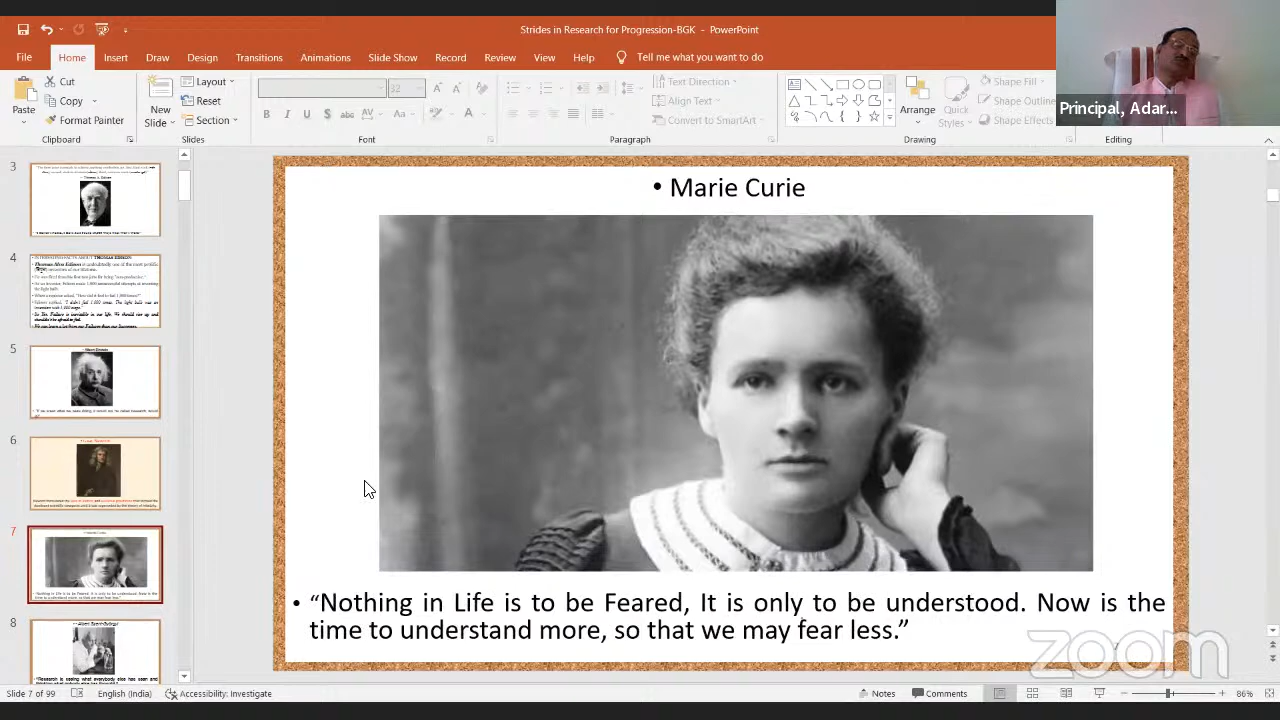 Strides in Research for Progression-BGK - PowerPoint
File Home Insert Draw Design Transitions Animations Slide Show Record Review View Help Tell me what you want to do
Paste
Cut
Copy
Format Painter
Clipboard
New
Slide
Layout
Reset
Section
Slides
32
Font
Text Direction
Align Text
Convert to SmartArt
Paragraph
Arrange
Quick
Styles
Shape Fill
Shape Outline
Shape Effects
Drawing
Editing
Principal, Adar...
3
4
5
6
7
8
• Marie Curie
• “Nothing in Life is to be Feared, It is only to be understood. Now is the
time to understand more, so that we may fear less.”
zoom
Slide 7 of 99 English (India) Accessibility: Investigate Notes Comments 86%